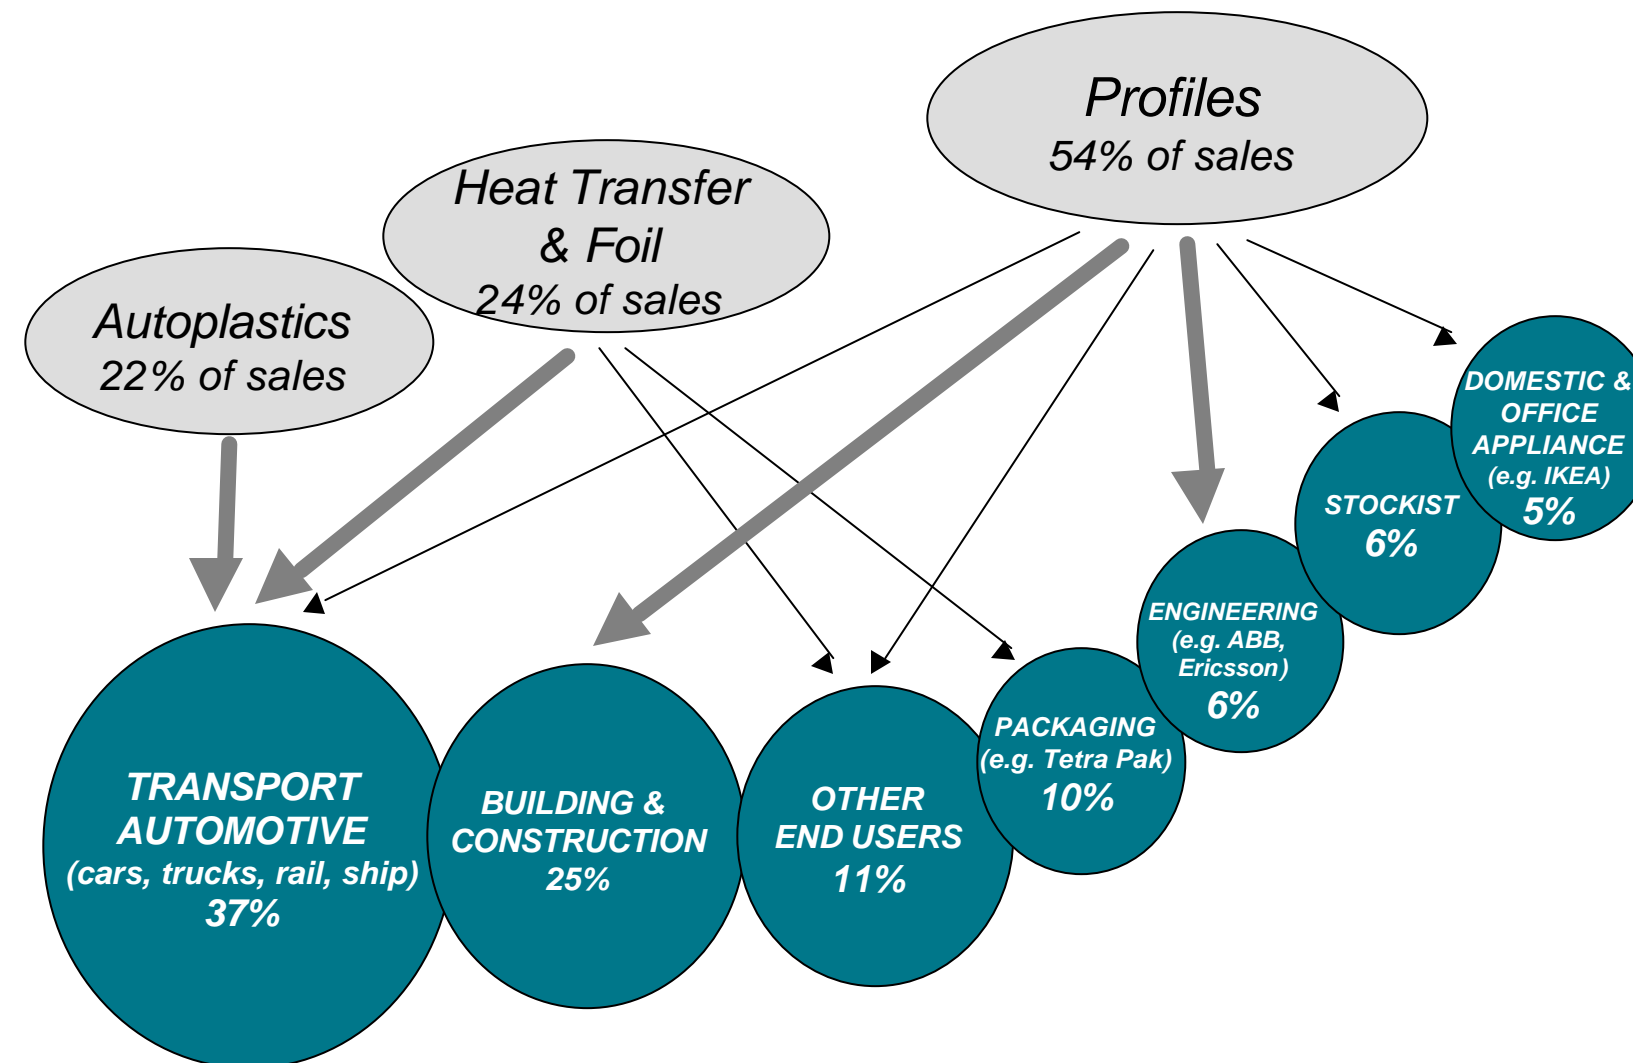 Profiles
54% of sales
Heat Transfer
& Foil
24% of sales
Autoplastics
22% of sales
DOMESTIC &
OFFICE
APPLIANCE
(e.g. IKEA)
5%
STOCKIST
6%
ENGINEERING
(e.g. ABB,
Ericsson)
6%
PACKAGING
(e.g. Tetra Pak)
10%
OTHER
END USERS
11%
BUILDING &
CONSTRUCTION
25%
TRANSPORT
AUTOMOTIVE
(cars, trucks, rail, ship)
37%